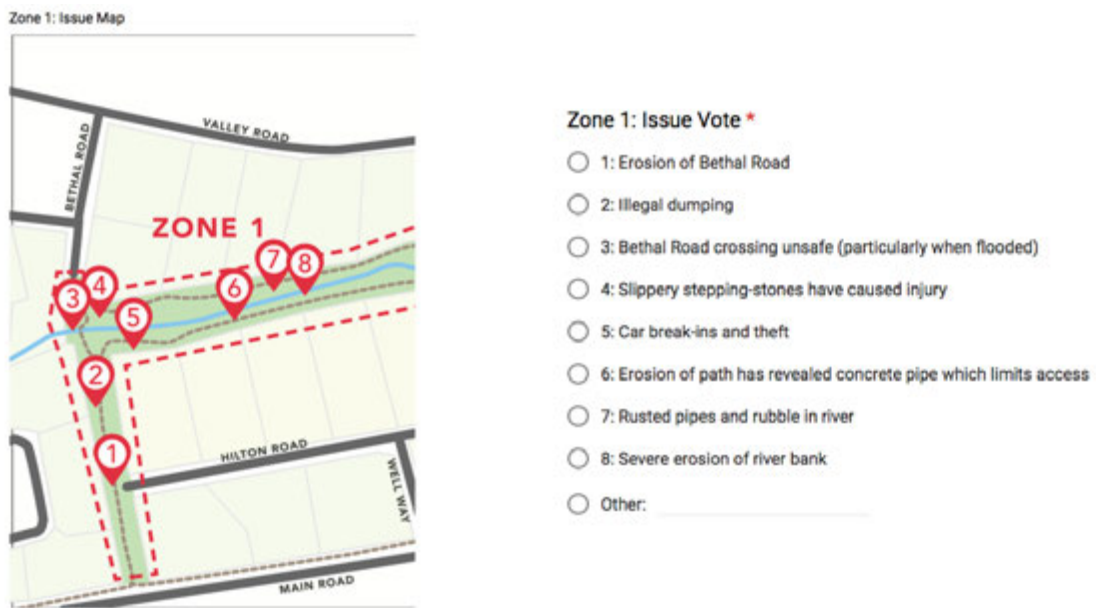 Zone 1: Issue Map
VALLEY ROAD
BETHAL ROAD
ZONE 1
7
8
4
3
6
5
2
1
HILTON ROAD
WELL WAY
MAIN ROAD
Zone 1: Issue Vote *
1: Erosion of Bethal Road
2: Illegal dumping
3: Bethal Road crossing unsafe (particularly when flooded)
4: Slippery stepping-stones have caused injury
5: Car break-ins and theft
6: Erosion of path has revealed concrete pipe which limits access
7: Rusted pipes and rubble in river
8: Severe erosion of river bank
Other: